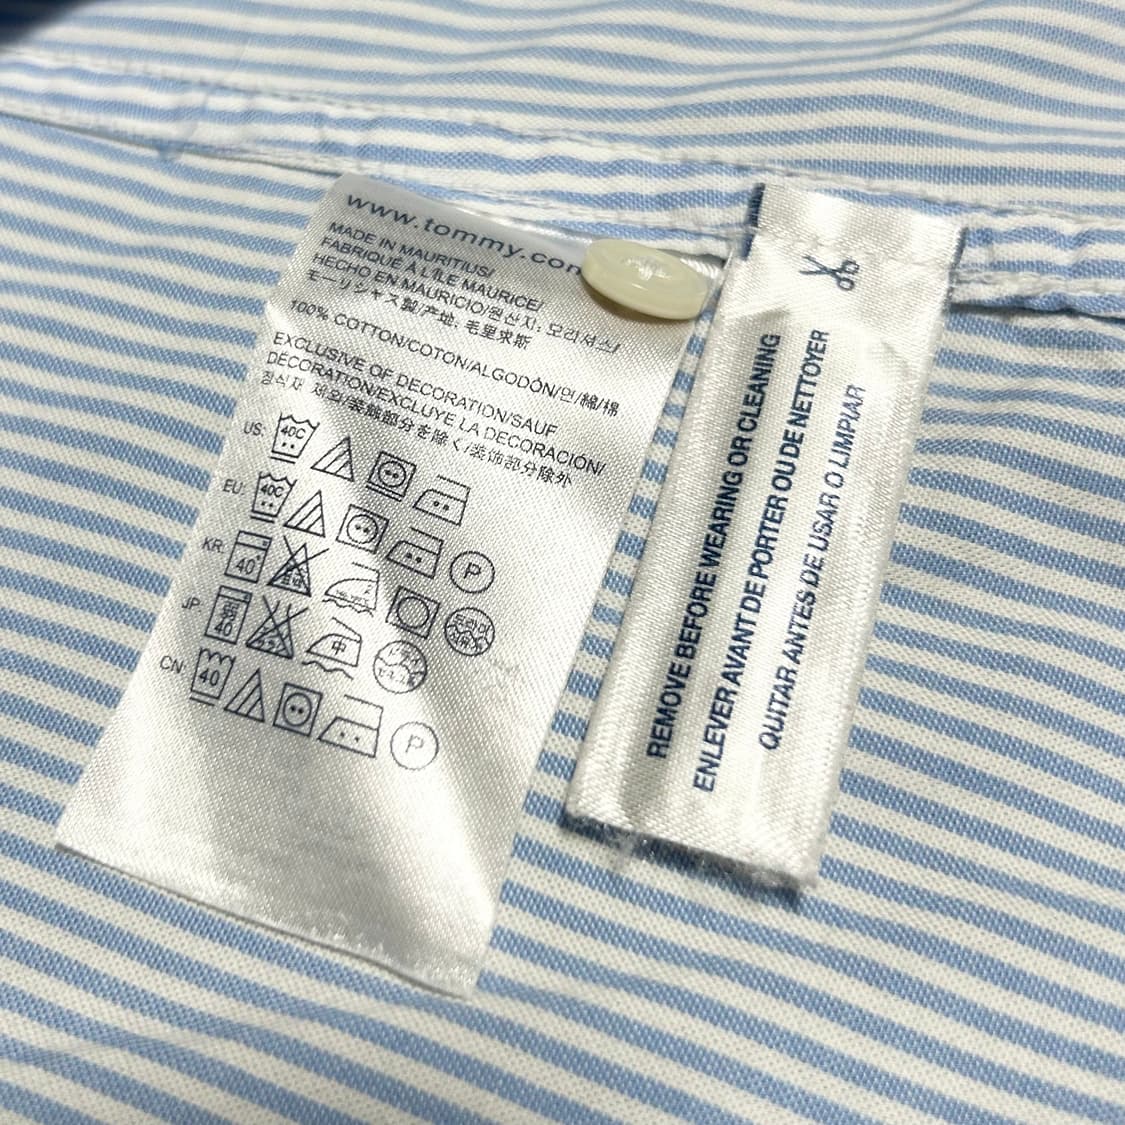 www.tommy.com
MADE IN MAURITIUS/
FABRIQUÉ À L'ÎLE MAURICE/
HECHO EN MAURICIO/원산지: 모리셔스/
モーリシャス製/产地: 毛里求斯
100% COTTON/COTON/ALGODÓN/면/綿/棉
EXCLUSIVE OF DECORATION/SAUF
DÉCORATION/EXCLUYE LA DECORACIÓN/
장식재 제외/装飾部分を除く/装饰部分除外
US: 40C
EU: 40C P
KR: 40
JP: 40 中
CN: 40 P
REMOVE BEFORE WEARING OR CLEANING
ENLEVER AVANT DE PORTER OU DE NETTOYER
QUITAR ANTES DE USAR O LIMPIAR